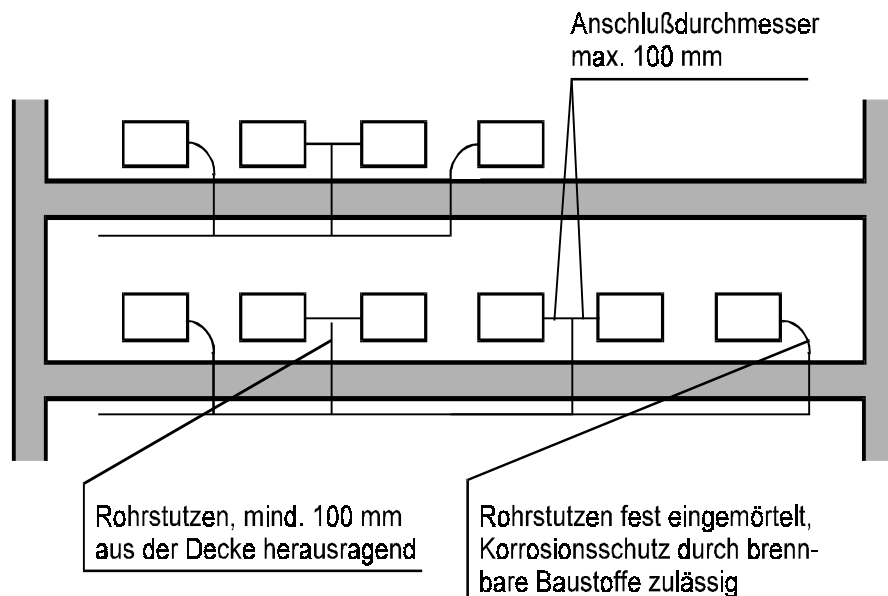 Anschlußdurchmesser
max. 100 mm
Rohrstutzen, mind. 100 mm
aus der Decke herausragend
Rohrstutzen fest eingemörtelt,
Korrosionsschutz durch brenn-
bare Baustoffe zulässig